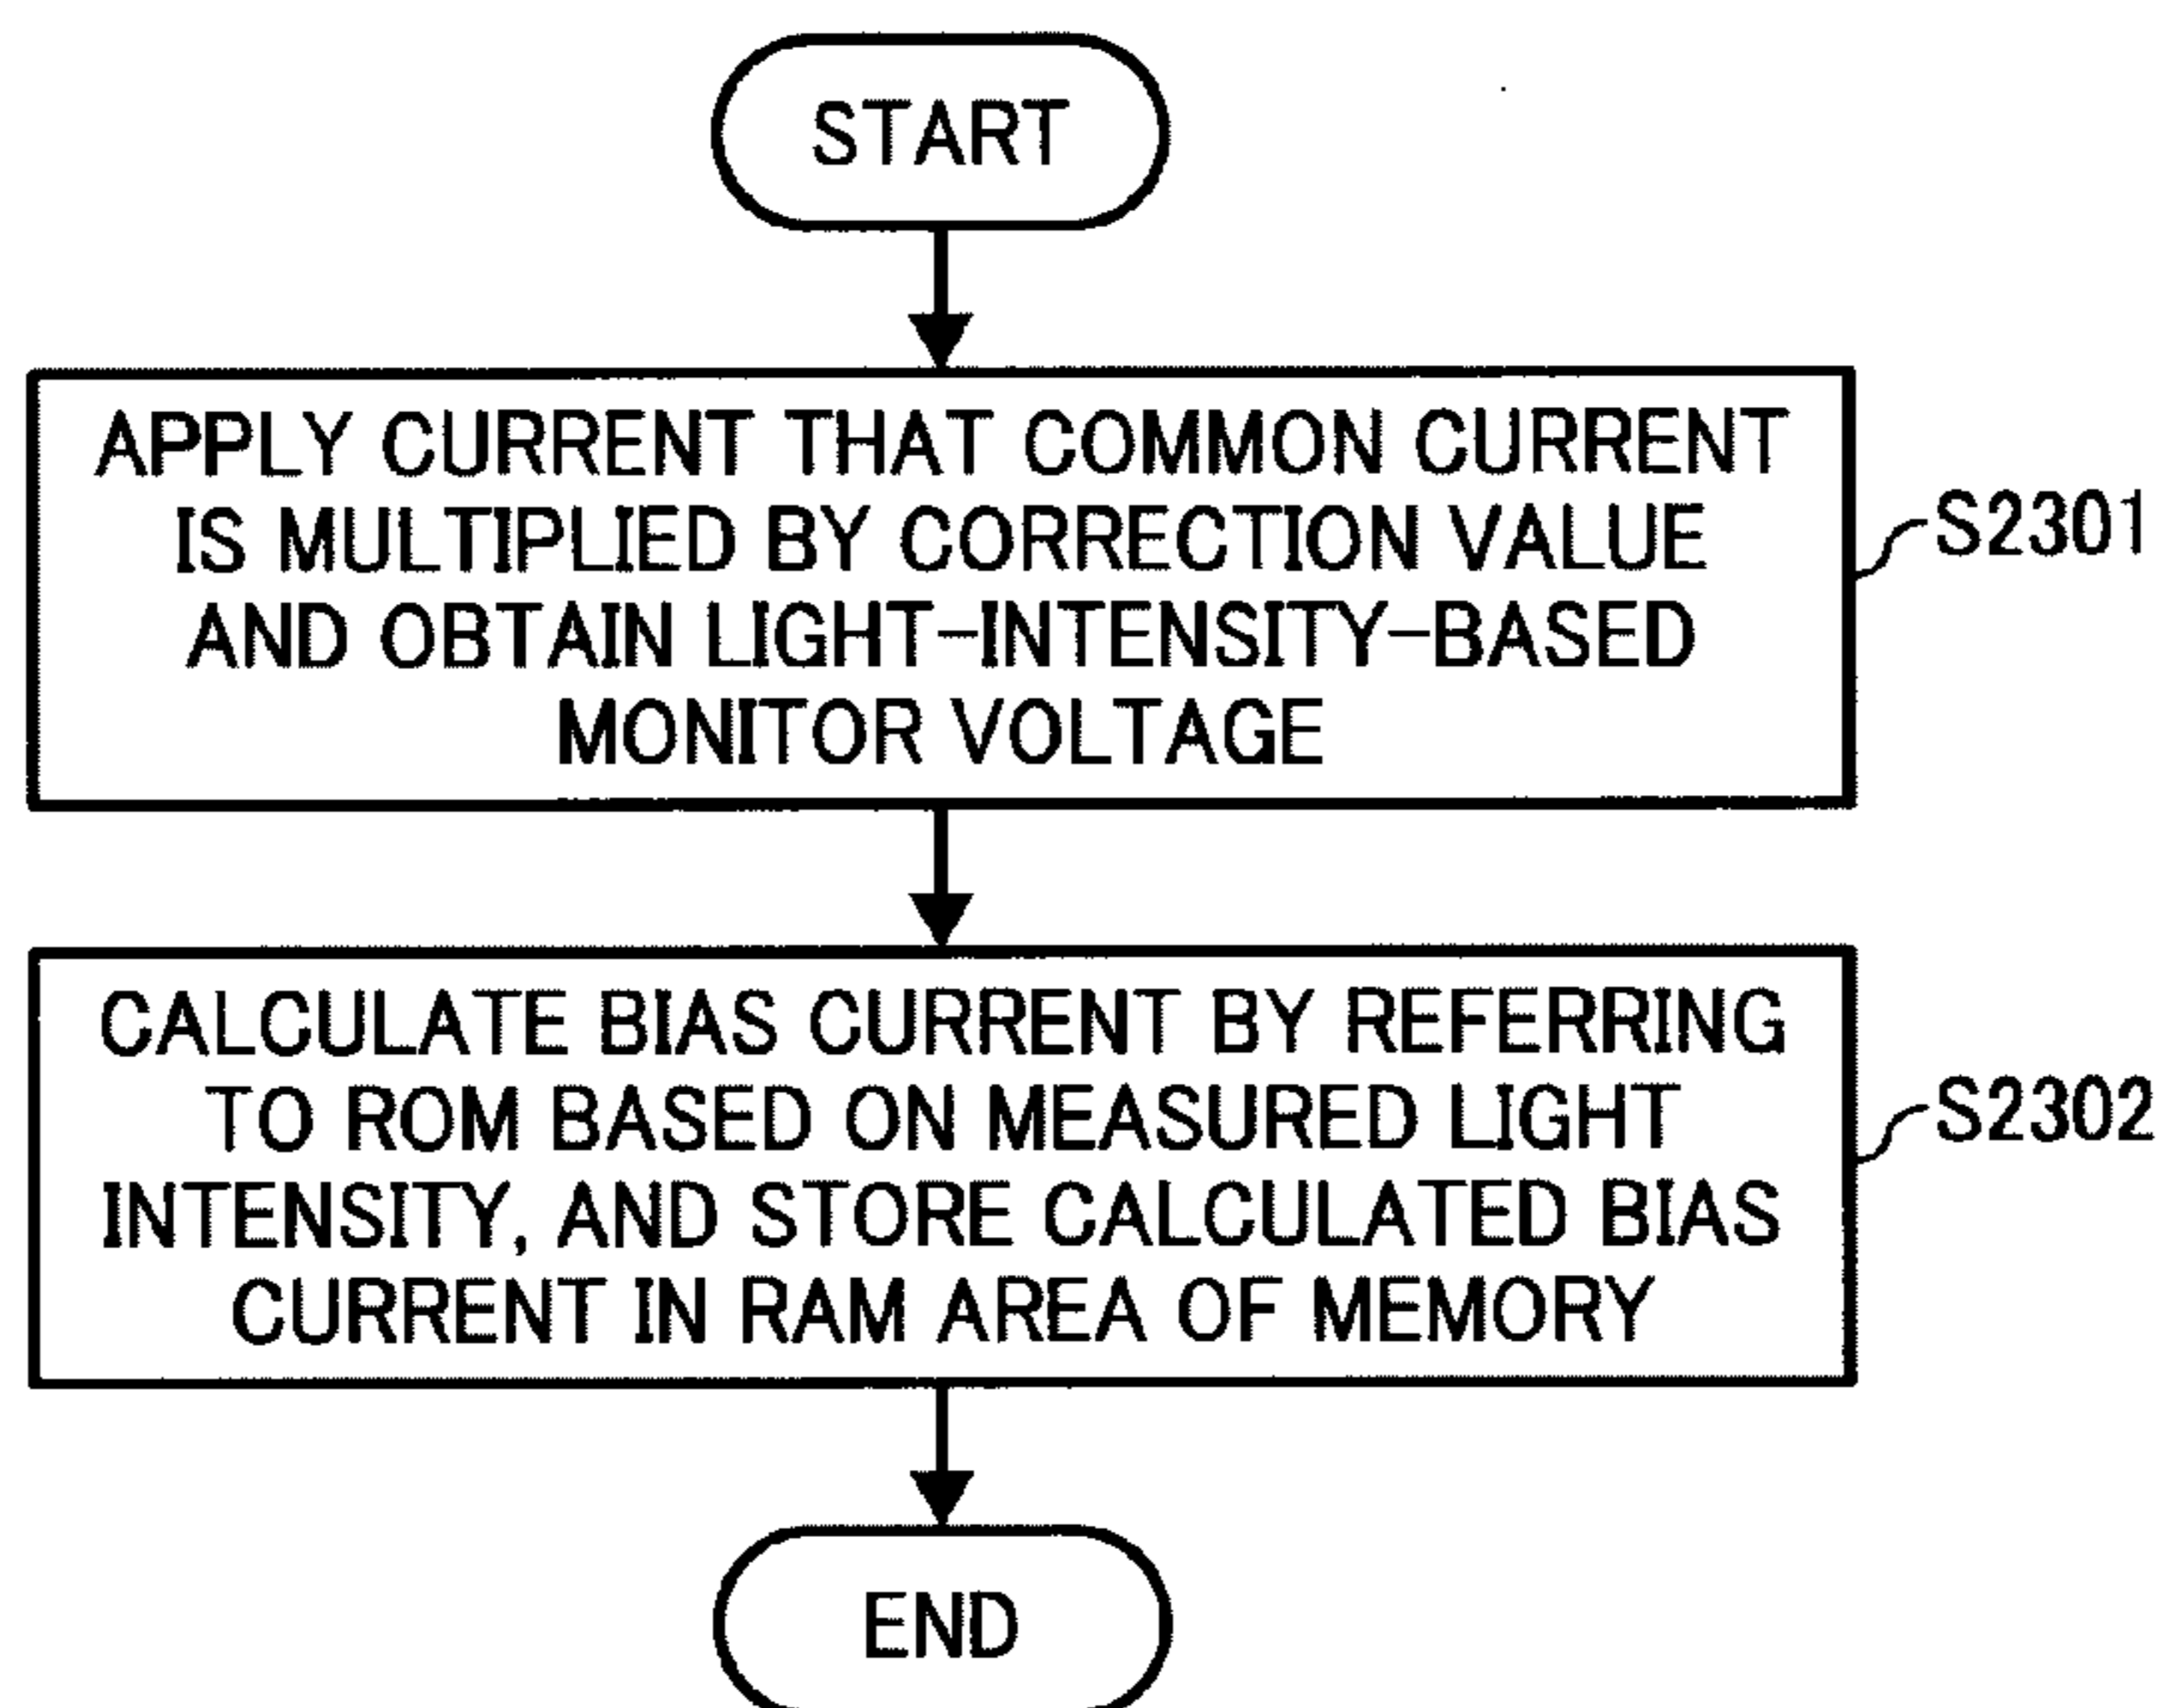 START
APPLY CURRENT THAT COMMON CURRENT
IS MULTIPLIED BY CORRECTION VALUE
AND OBTAIN LIGHT-INTENSITY-BASED
MONITOR VOLTAGE
S2301
CALCULATE BIAS CURRENT BY REFERRING
TO ROM BASED ON MEASURED LIGHT
INTENSITY, AND STORE CALCULATED BIAS
CURRENT IN RAM AREA OF MEMORY
S2302
END